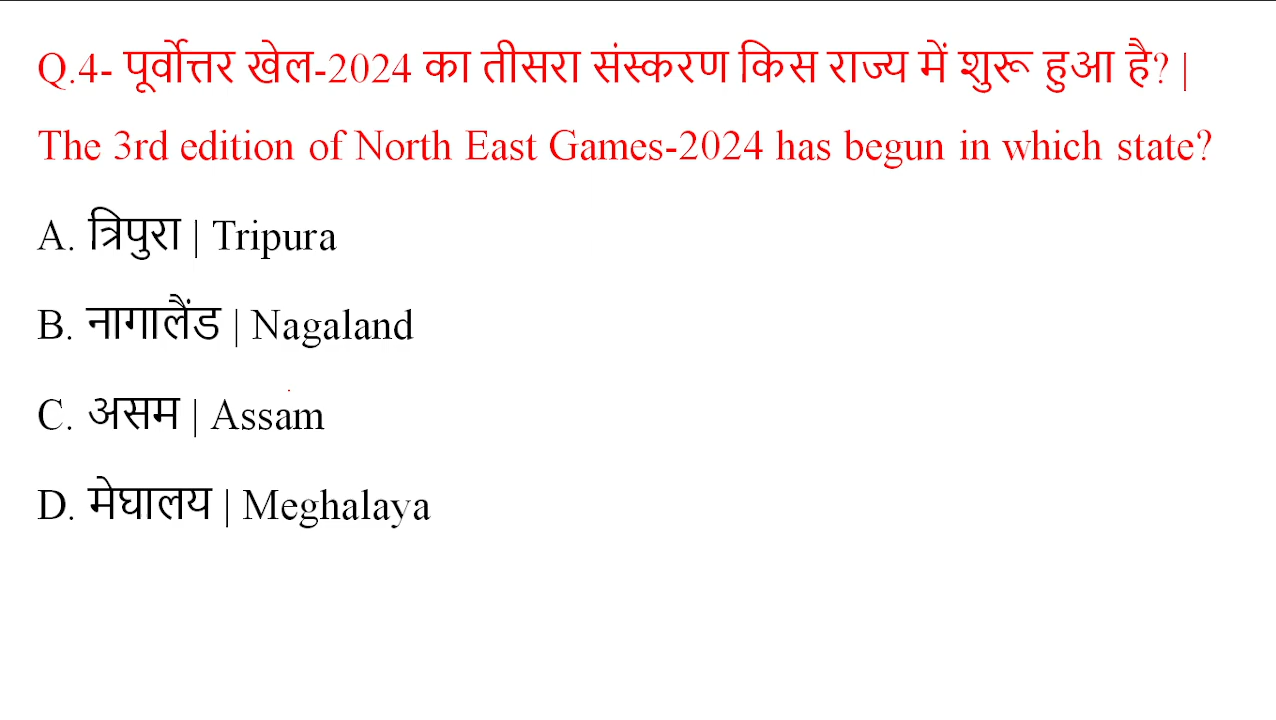 Q.4- पूर्वोत्तर खेल-2024 का तीसरा संस्करण किस राज्य में शुरू हुआ है? |
The 3rd edition of North East Games-2024 has begun in which state?
A. त्रिपुरा | Tripura
B. नागालैंड | Nagaland
C. असम | Assam
D. मेघालय | Meghalaya